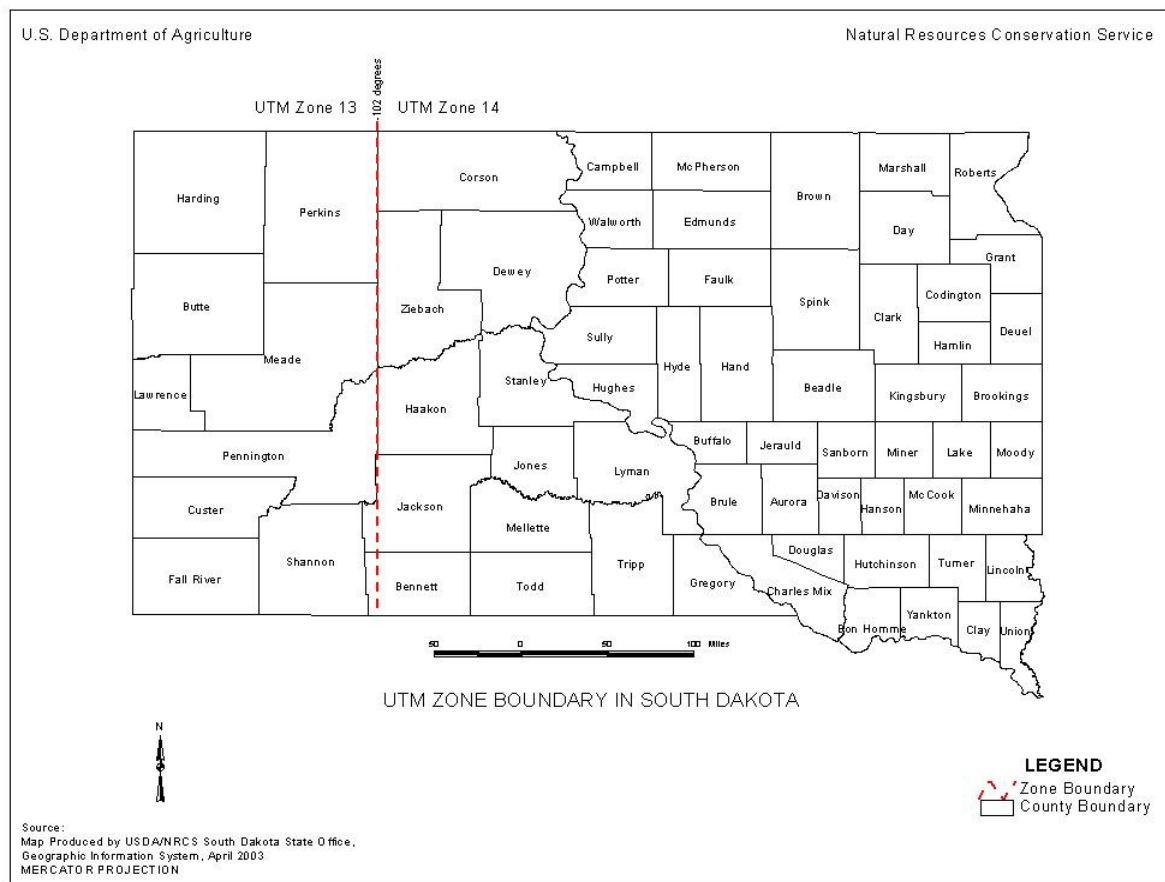 U.S. Department of Agriculture
Natural Resources Conservation Service
UTM Zone 13
-102 degrees
UTM Zone 14
Harding
Perkins
Corson
Campbell
McPherson
Brown
Marshall
Roberts
Walworth
Edmunds
Day
Grant
Butte
Ziebach
Dewey
Potter
Faulk
Spink
Clark
Codington
Deuel
Hamlin
Meade
Lawrence
Haakon
Stanley
Sully
Hughes
Hyde
Hand
Beadle
Kingsbury
Brookings
Pennington
Jones
Lyman
Buffalo
Jerauld
Sanborn
Miner
Lake
Moody
Custer
Jackson
Mellette
Brule
Aurora
Davison
Hanson
McCook
Minnehaha
Fall River
Shannon
Bennett
Todd
Tripp
Gregory
Douglas
Charles Mix
Hutchinson
Turner
Lincoln
Bon Homme
Yankton
Clay
Union
50 0 50 100 Miles
UTM ZONE BOUNDARY IN SOUTH DAKOTA
N
LEGEND
Zone Boundary
County Boundary
Source:
Map Produced by USDA/NRCS South Dakota State Office,
Geographic Information System, April 2003
MERCATOR PROJECTION